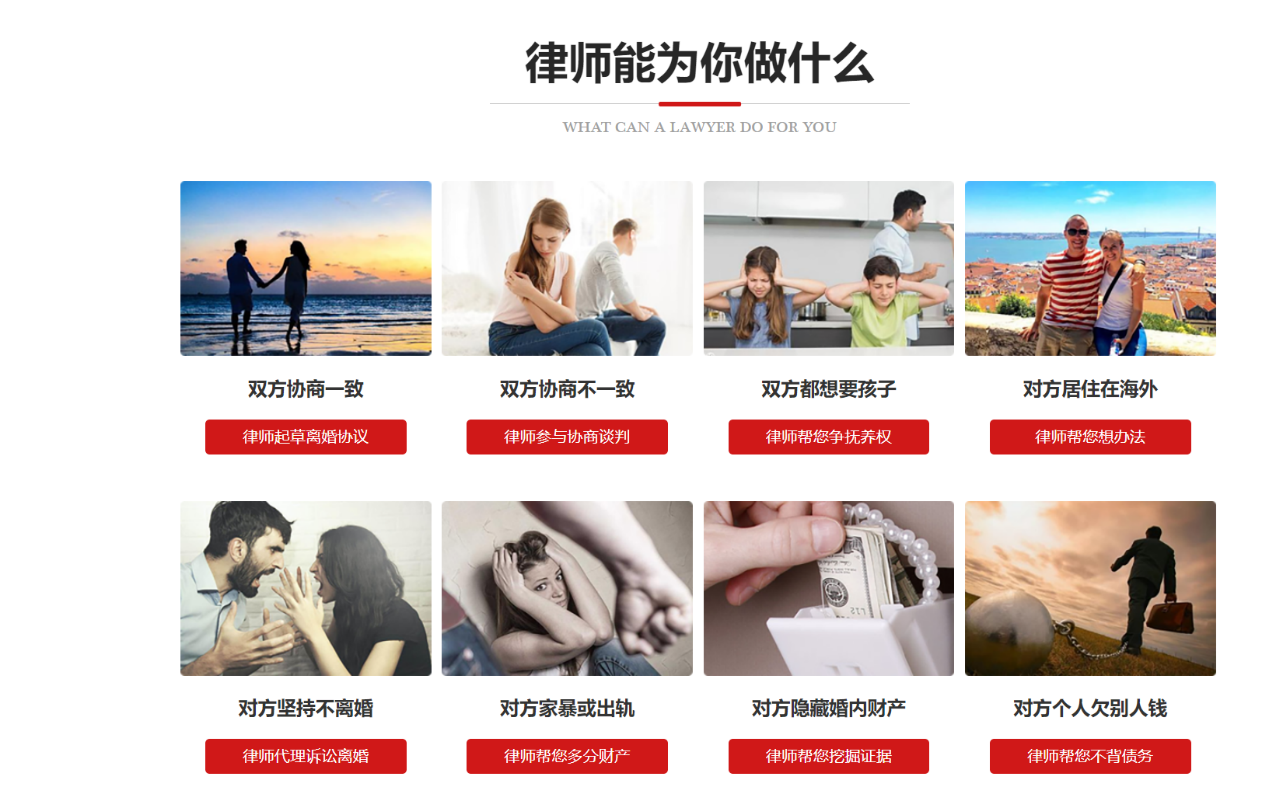 律师能为你做什么
WHAT CAN A LAWYER DO FOR YOU
双方协商一致
双方协商不一致
双方都想要孩子
对方居住在海外
律师起草离婚协议
律师参与协商谈判
律师帮您争抚养权
律师帮您想办法
对方坚持不离婚
对方家暴或出轨
对方隐藏婚内财产
对方个人欠别人钱
律师代理诉讼离婚
律师帮您多分财产
律师帮您挖掘证据
律师帮您不背债务